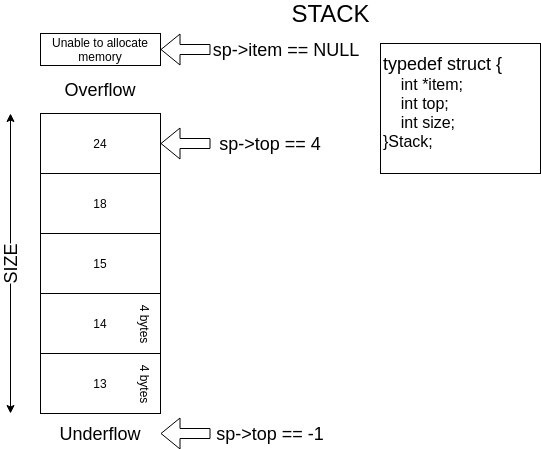 STACK
Unable to allocate
memory
sp->item == NULL
Overflow
typedef struct {
int *item;
int top;
int size;
}Stack;
24
sp->top == 4
18
15
SIZE
14
4 bytes
13
4 bytes
Underflow
sp->top == -1